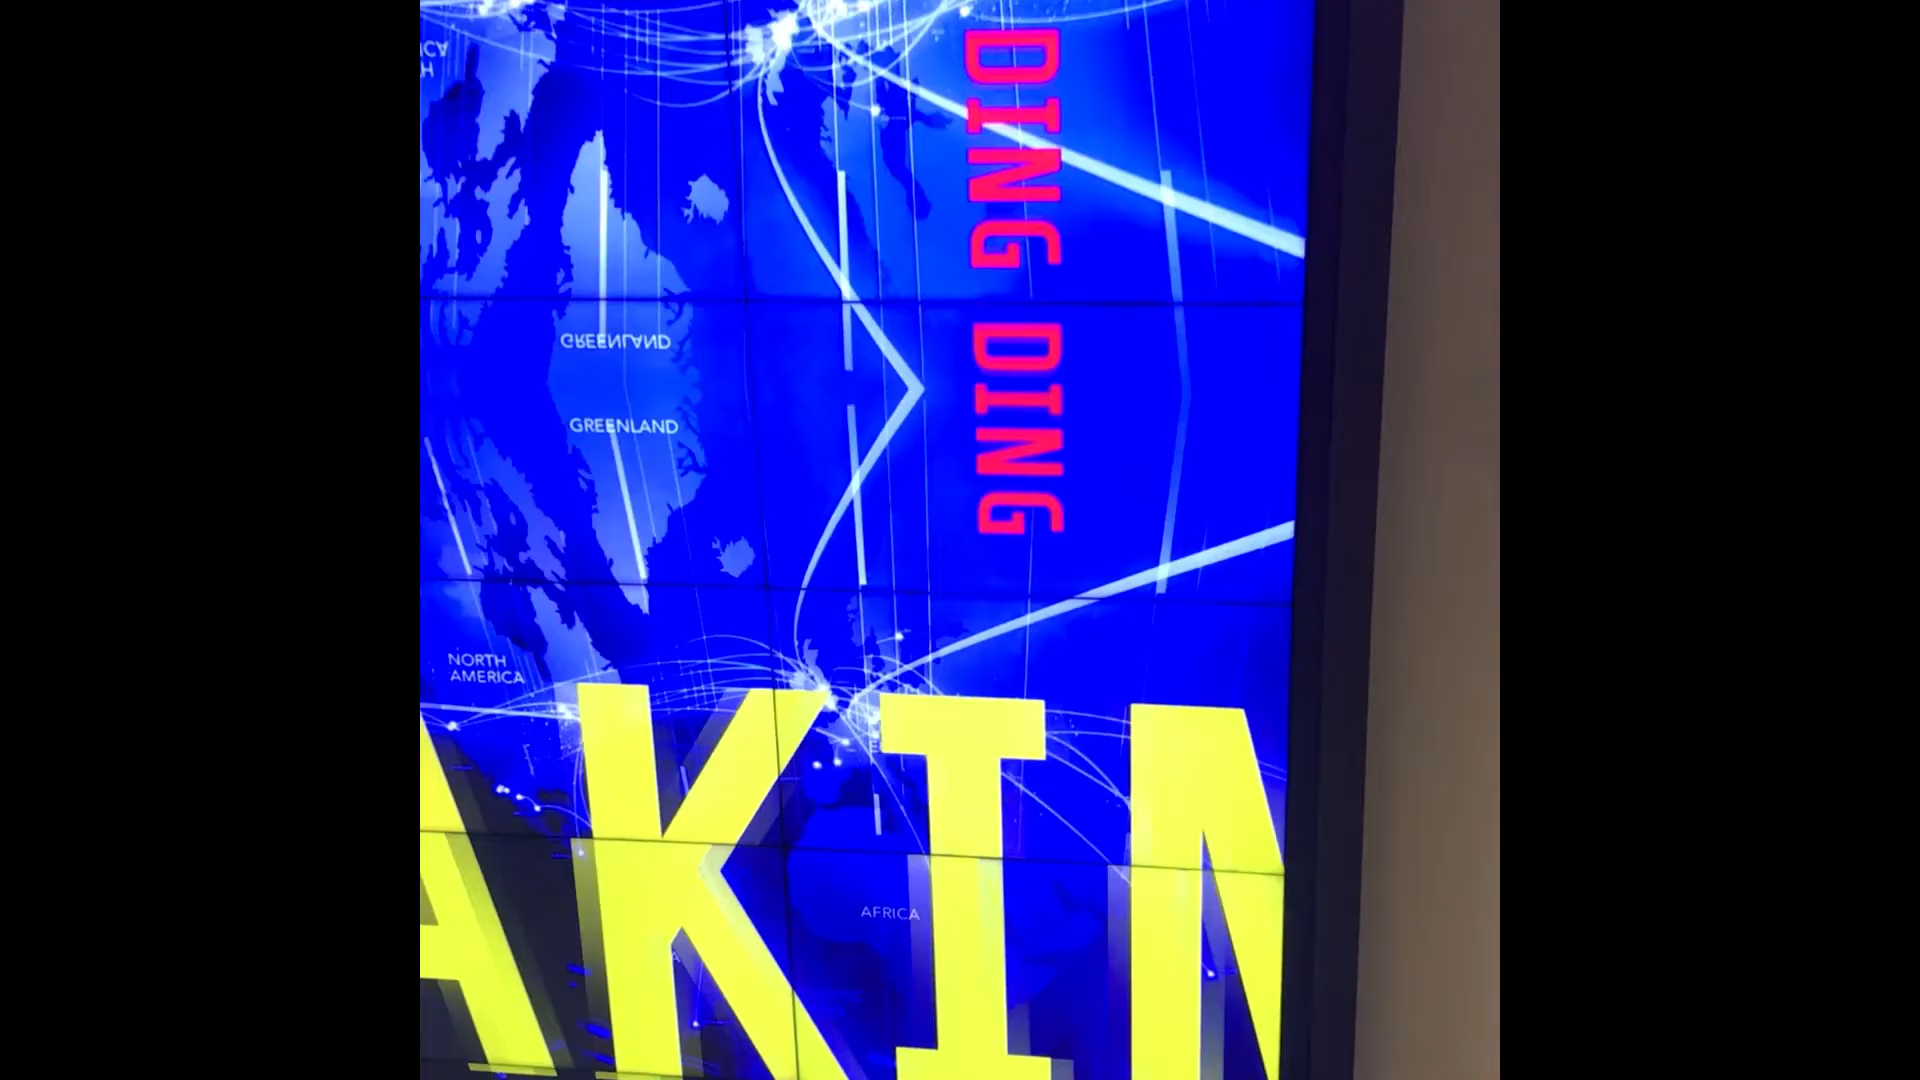 DING DING
GREENLAND
GREENLAND
NORTH
AMERICA
AKIN
AFRICA